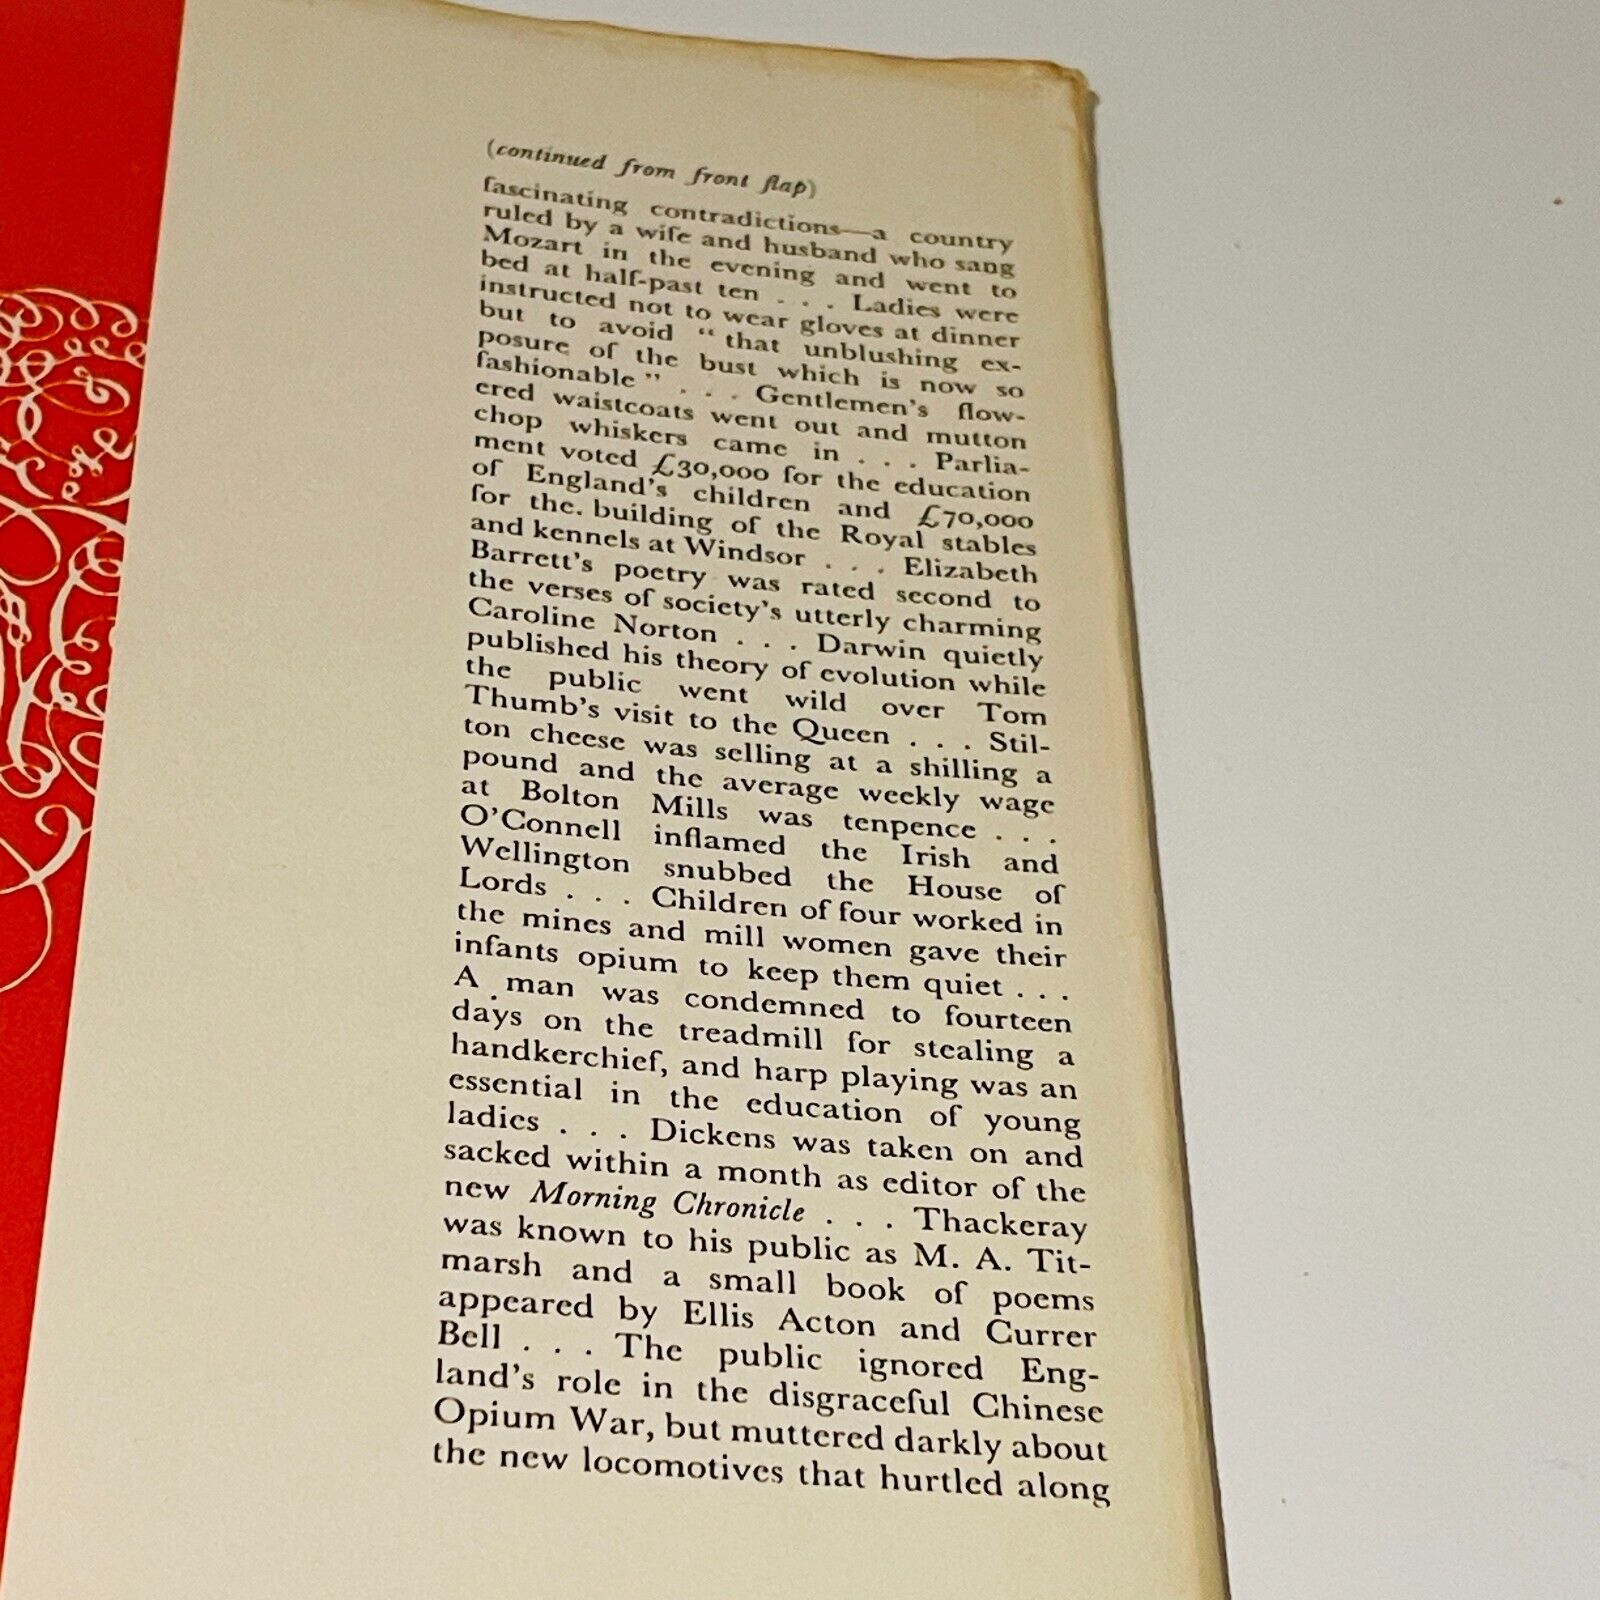 (continued from front flap)
fascinating contradictions—a country
ruled by a wife and husband who sang
Mozart in the evening and went to
bed at half-past ten . . . Ladies were
instructed not to wear gloves at dinner
but to avoid “that unblushing ex-
posure of the bust which is now so
fashionable” . . . Gentlemen’s flow-
ered waistcoats went out and mutton
chop whiskers came in . . . Parlia-
ment voted £30,000 for the education
of England’s children and £70,000
for the. building of the Royal stables
and kennels at Windsor . . . Elizabeth
Barrett’s poetry was rated second to
the verses of society’s utterly charming
Caroline Norton . . . Darwin quietly
published his theory of evolution while
the public went wild over Tom
Thumb’s visit to the Queen . . . Stil-
ton cheese was selling at a shilling a
pound and the average weekly wage
at Bolton Mills was tenpence . . .
O’Connell inflamed the Irish and
Wellington snubbed the House of
Lords . . . Children of four worked in
the mines and mill women gave their
infants opium to keep them quiet . . .
A man was condemned to fourteen
days on the treadmill for stealing a
handkerchief, and harp playing was an
essential in the education of young
ladies . . . Dickens was taken on and
sacked within a month as editor of the
new Morning Chronicle . . . Thackeray
was known to his public as M. A. Tit-
marsh and a small book of poems
appeared by Ellis Acton and Currer
Bell . . . The public ignored Eng-
land’s role in the disgraceful Chinese
Opium War, but muttered darkly about
the new locomotives that hurtled along